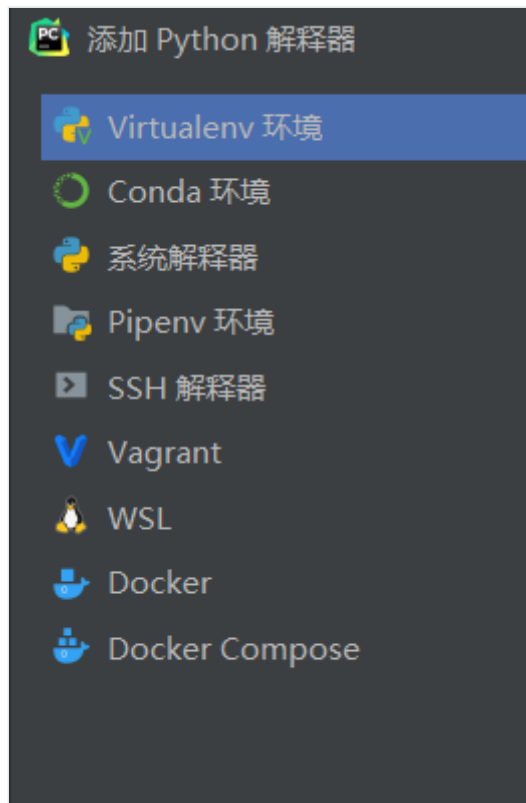 添加 Python 解释器
Virtualenv 环境
Conda 环境
系统解释器
Pipenv 环境
SSH 解释器
Vagrant
WSL
Docker
Docker Compose